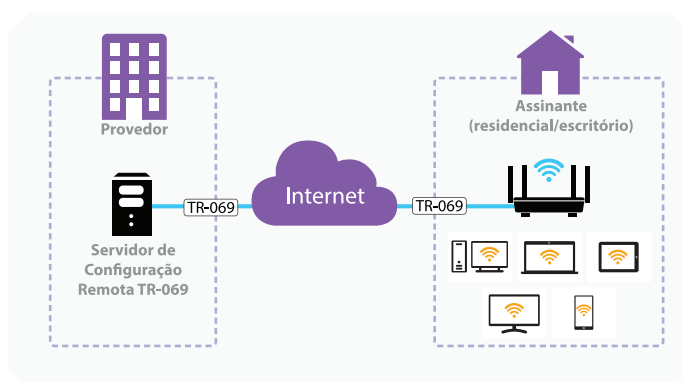 Provedor
Servidor de
Configuração
Remota TR-069
TR-069
Internet
TR-069
Assinante
(residencial/escritório)